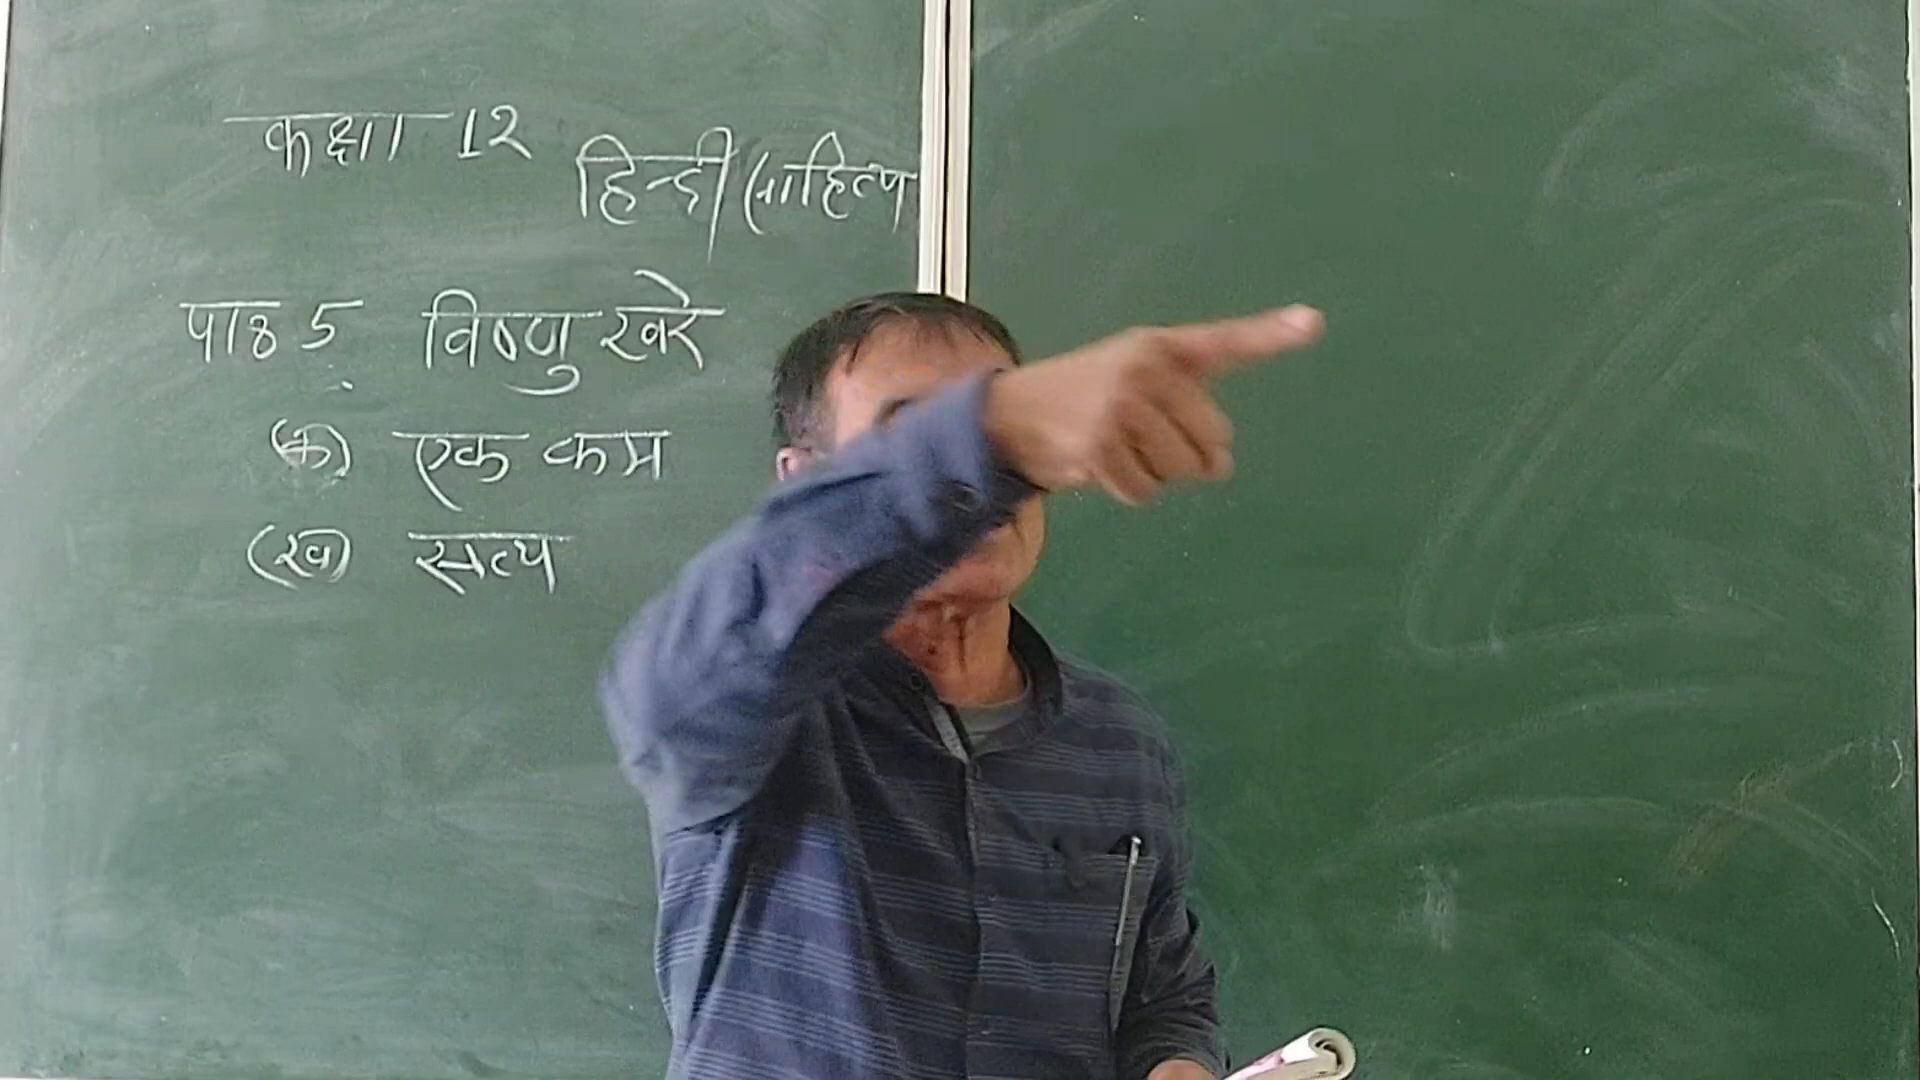 कक्षा 12
हिन्दी साहित्य
पाठ 5 विष्णु खरे
(क) एक कम
(ख) सत्य